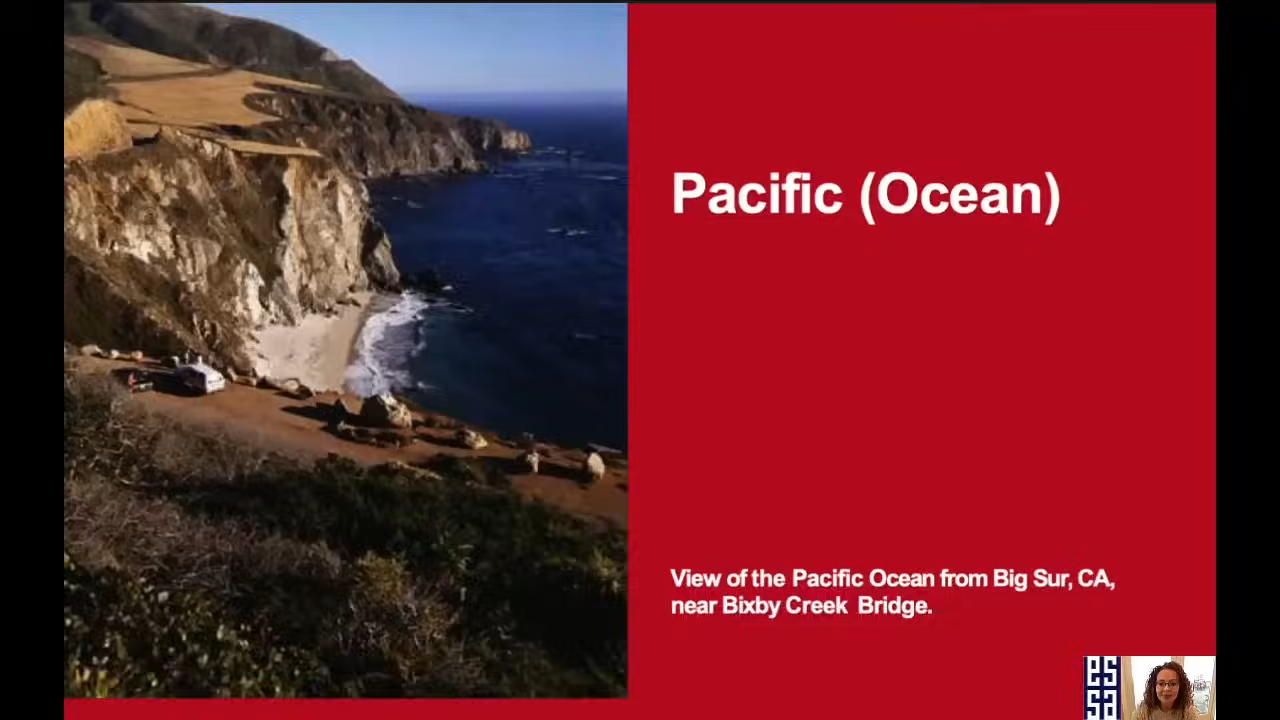 Pacific (Ocean)
View of the Pacific Ocean from Big Sur, CA,
near Bixby Creek Bridge.